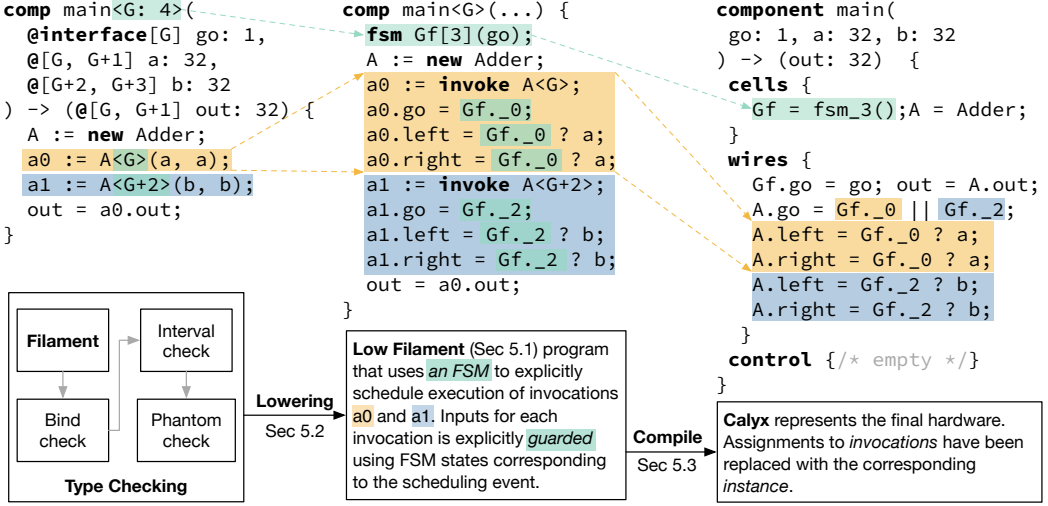 comp main<G: 4>(
@interface[G] go: 1,
@[G, G+1] a: 32,
@[G+2, G+3] b: 32
) -> (@[G, G+1] out: 32) {
A := new Adder;
a0 := A<G>(a, a);
a1 := A<G+2>(b, b);
out = a0.out;
}
comp main<G>(...) {
fsm Gf[3](go);
A := new Adder;
a0 := invoke A<G>;
a0.go = Gf._0;
a0.left = Gf._0 ? a;
a0.right = Gf._0 ? a;
a1 := invoke A<G+2>;
a1.go = Gf._2;
a1.left = Gf._2 ? b;
a1.right = Gf._2 ? b;
out = a0.out;
}
component main(
go: 1, a: 32, b: 32
) -> (out: 32) {
cells {
Gf = fsm_3();A = Adder;
}
wires {
Gf.go = go; out = A.out;
A.go = Gf._0 || Gf._2;
A.left = Gf._0 ? a;
A.right = Gf._0 ? a;
A.left = Gf._2 ? b;
A.right = Gf._2 ? b;
}
control {/* empty */}
}
Filament
Interval
check
Bind
check
Phantom
check
Type Checking
Lowering
Sec 5.2
Low Filament (Sec 5.1) program
that uses an FSM to explicitly
schedule execution of invocations
a0 and a1. Inputs for each
invocation is explicitly guarded
using FSM states corresponding
to the scheduling event.
Compile
Sec 5.3
Calyx represents the final hardware.
Assignments to invocations have been
replaced with the corresponding
instance.